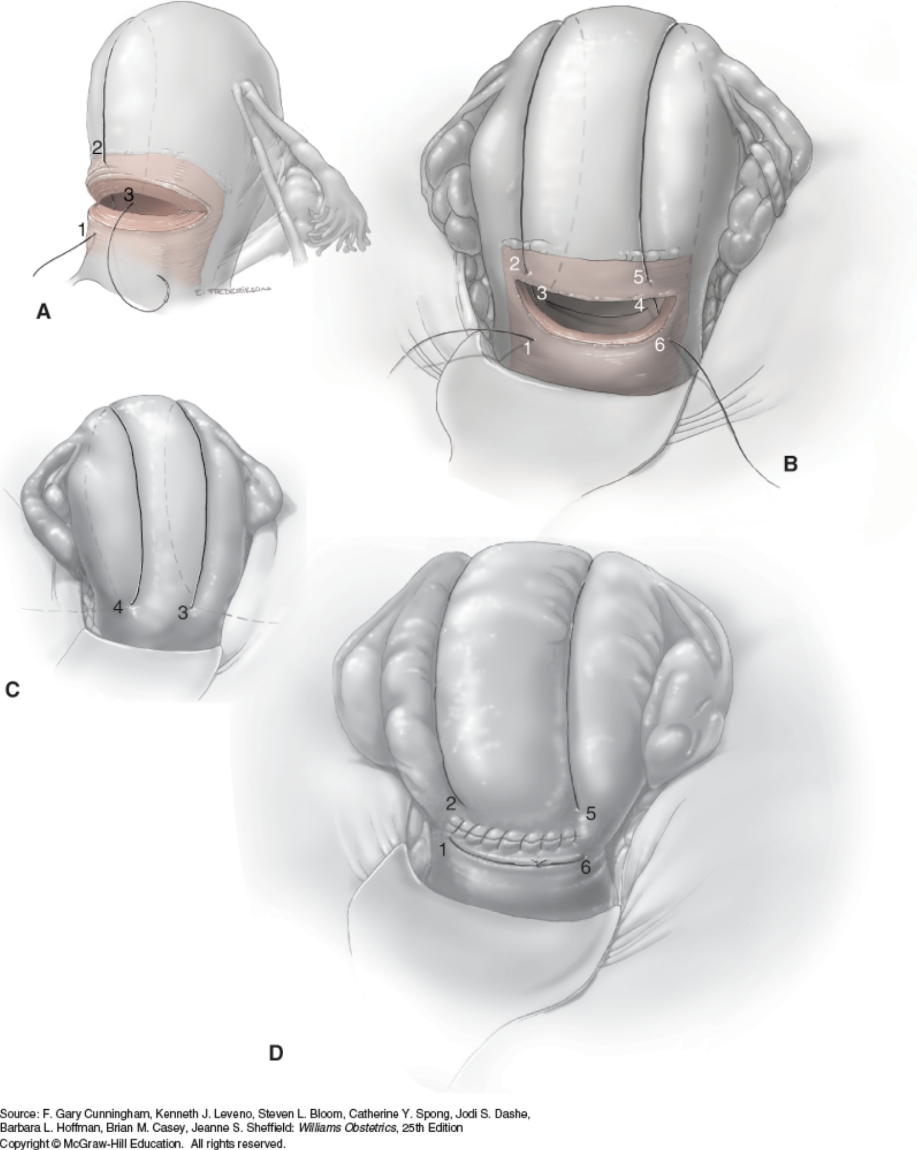 2
3
1
E. FREDERICKSON
A
2
5
3
4
1
6
B
4
3
C
2
5
1
6
D
Source: F. Gary Cunningham, Kenneth J. Leveno, Steven L. Bloom, Catherine Y. Spong, Jodi S. Dashe,
Barbara L. Hoffman, Brian M. Casey, Jeanne S. Sheffield: Williams Obstetrics, 25th Edition
Copyright © McGraw-Hill Education. All rights reserved.